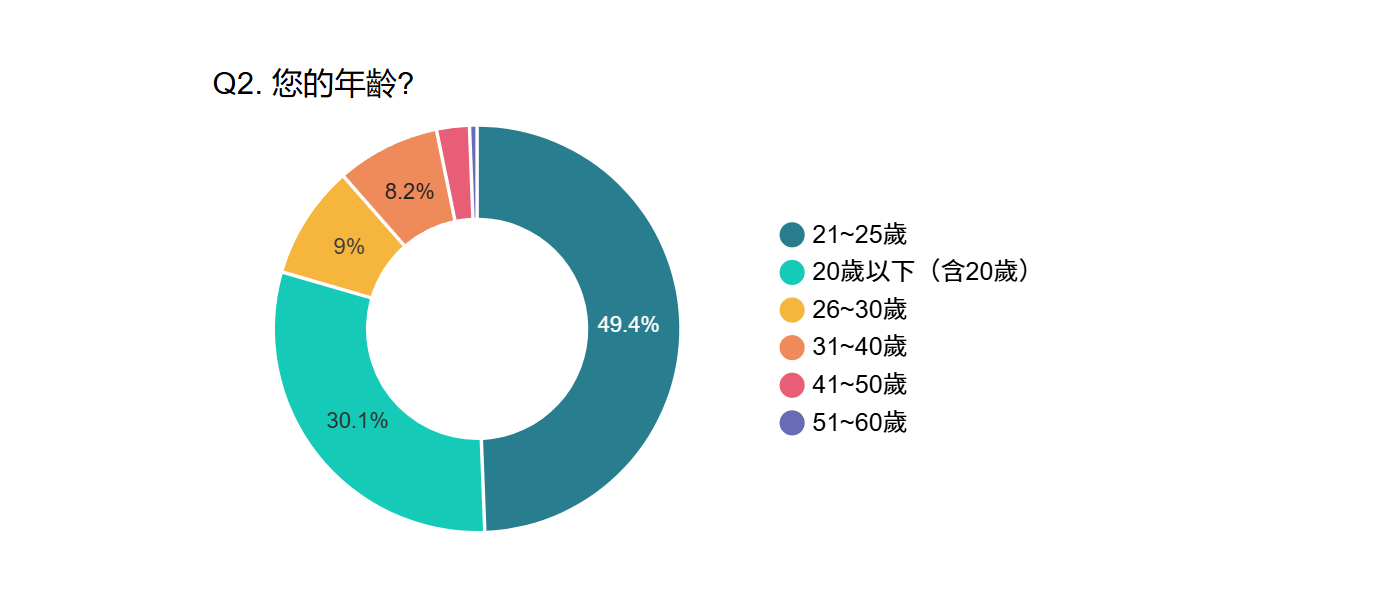 Q2. 您的年齡?
8.2%
9%
49.4%
30.1%
21~25歲
20歲以下（含20歲）
26~30歲
31~40歲
41~50歲
51~60歲